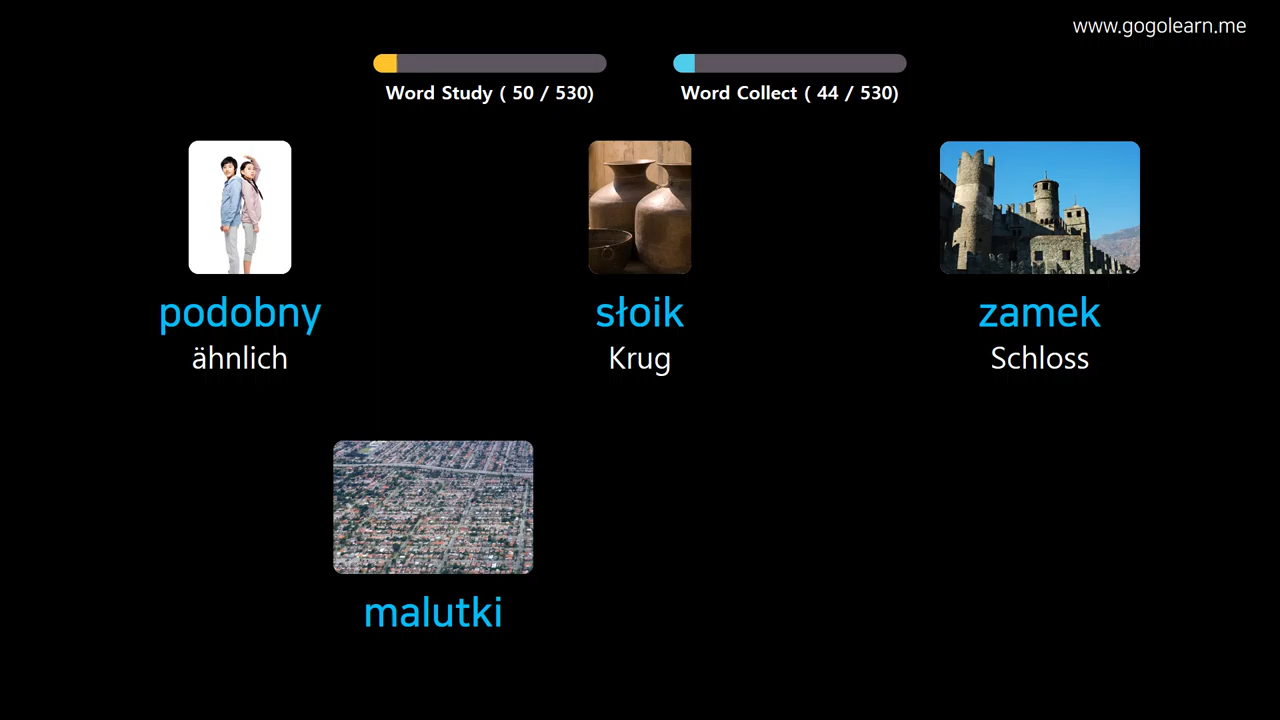 www.gogolearn.me
Word Study ( 50 / 530)
Word Collect ( 44 / 530)
podobny
ähnlich
słoik
Krug
zamek
Schloss
malutki